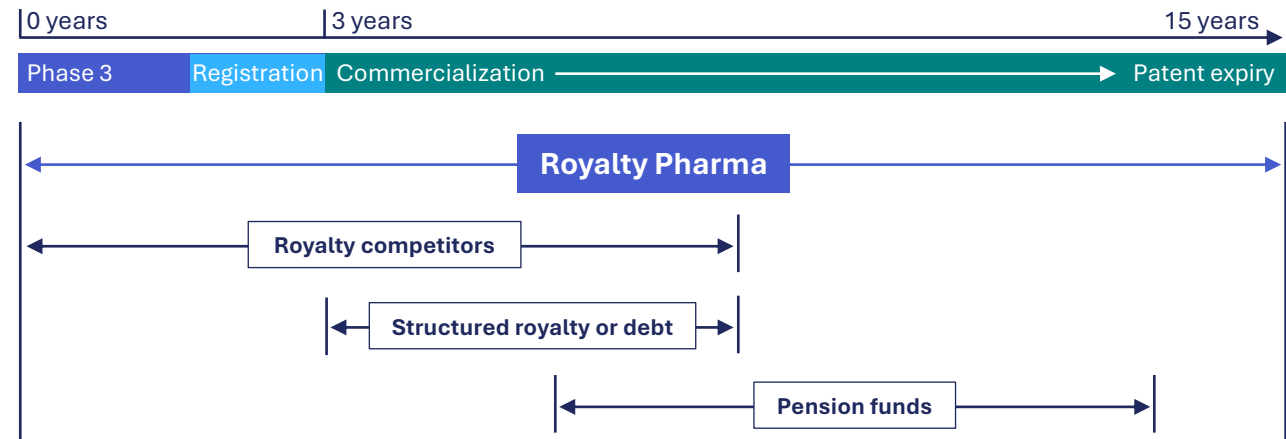 0 years 3 years 15 years
Phase 3 Registration Commercialization Patent expiry
Royalty Pharma
Royalty competitors
Structured royalty or debt
Pension funds